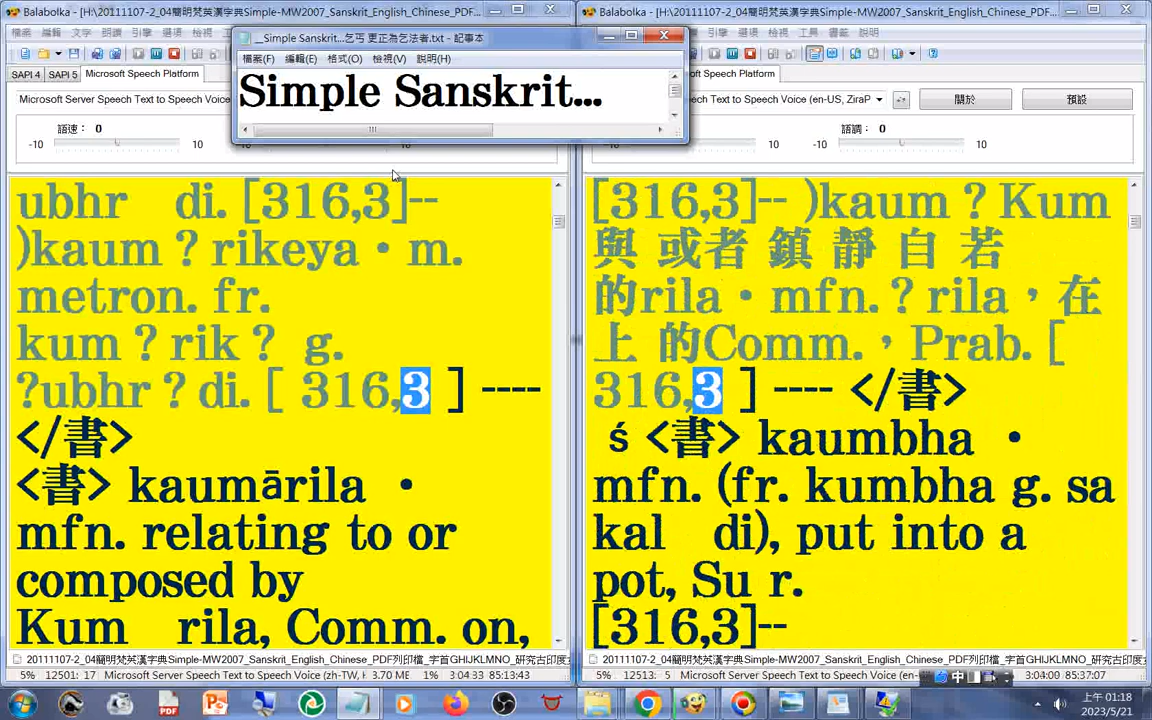 Balabolka - [H:\20111107-2_04簡明梵英漢字典Simple-MW2007_Sanskrit_English_Chinese_PDF...
Balabolka - [H:\20111107-2_04簡明梵英漢字典Simple-MW2007_Sanskrit_English_Chinese_PDF...
__Simple Sanskrit...乞丐 更正為乞法者.txt - 記事本
檔案(F) 編輯(E) 格式(O) 檢視(V) 說明(H)
Simple Sanskrit...
SAPI 4 SAPI 5 Microsoft Speech Platform
Speech Platform
Microsoft Server Speech Text to Speech Voice
ch Text to Speech Voice (en-US, ZiraP
關於
預設
語速: 0
-10 10
10
語調: 0
-10 10
ubhr di. [316,3]--
)kaum ? rikeya • m.
metron. fr.
kum ? rik ? g.
?ubhr ? di. [ 316,3 ] ----
</書>
<書> kaumārila •
mfn. relating to or
composed by
Kum rila, Comm. on,
[316,3]-- )kaum ? Kum
與 或者 鎮 靜 自 若
的rila • mfn. ? rila,在
上 的Comm.,Prab. [
316,3 ] ---- </書>
ś <書> kaumbha •
mfn. (fr. kumbha g. sa
kal di), put into a
pot, Su r.
[316,3]--
20111107-2_04簡明梵英漢字典Simple-MW2007_Sanskrit_English_Chinese_PDF列印檔_字首GHIJKLMNO_研究古印度
20111107-2_04簡明梵英漢字典Simple-MW2007_Sanskrit_English_Chinese_PDF列印檔_字首GHIJKLMNO_研究古印度
5% 12501: 17 Microsoft Server Speech Text to Speech Voice (zh-TW, H 3.70 ME 1% 3:04:33 85:13:43
5% 12513: 5 Microsoft Server Speech Text to Speech Voice 3:04:00 85:37:07
中
上午 01:18
2023/5/21